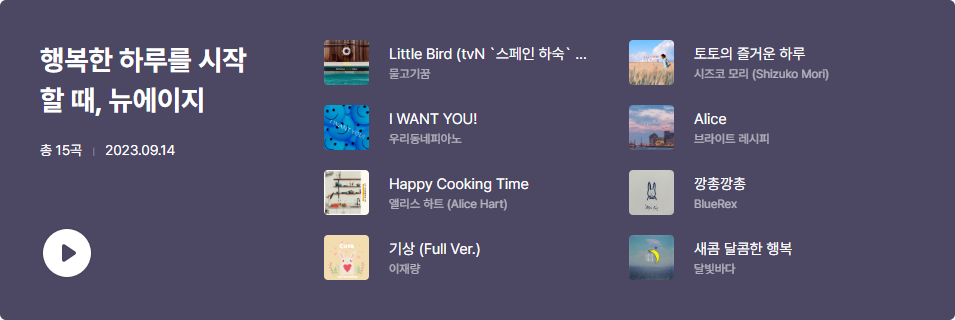 행복한 하루를 시작
할 때, 뉴에이지
총 15곡 | 2023.09.14
Little Bird (tvN `스페인 하숙` ...
물고기꿈
I WANT YOU!
우리동네피아노
Happy Cooking Time
앨리스 하트 (Alice Hart)
기상 (Full Ver.)
이재량
토토의 즐거운 하루
시즈코 모리 (Shizuko Mori)
Alice
브라이트 레시피
깡총깡총
BlueRex
새콤 달콤한 행복
달빛바다